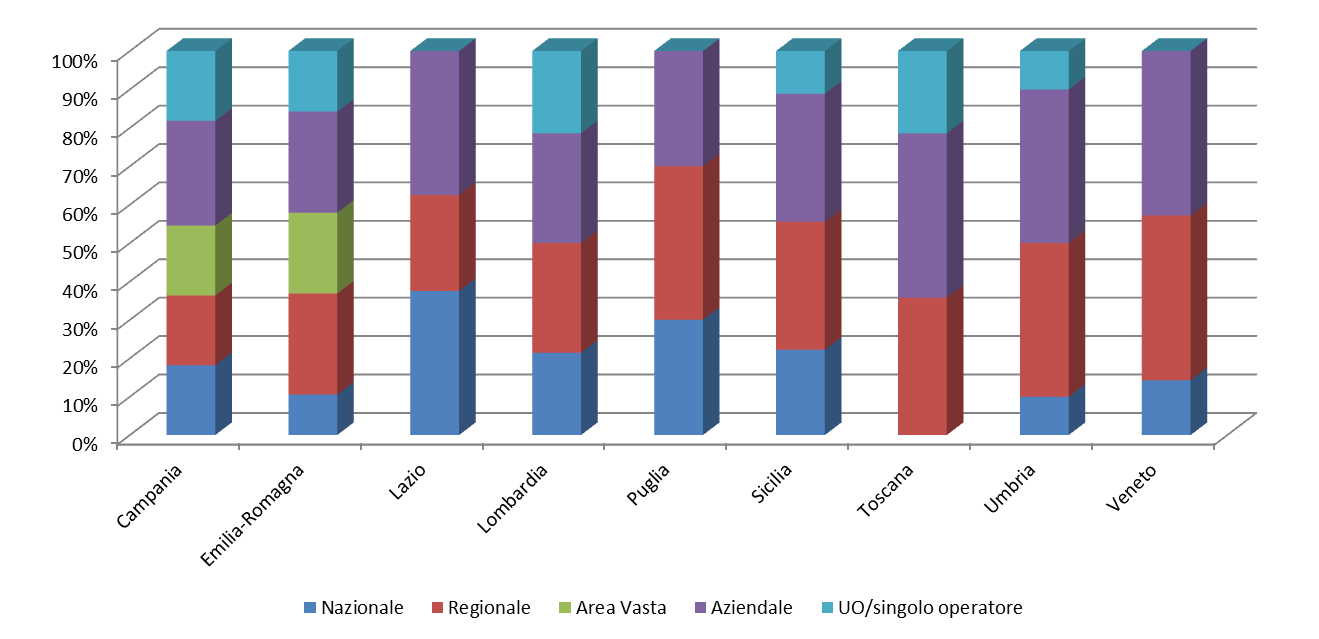 100%
90%
80%
70%
60%
50%
40%
30%
20%
10%
0%
Campania
Emilia-Romagna
Lazio
Lombardia
Puglia
Sicilia
Toscana
Umbria
Veneto
Nazionale Regionale Area Vasta Aziendale UO/singolo operatore